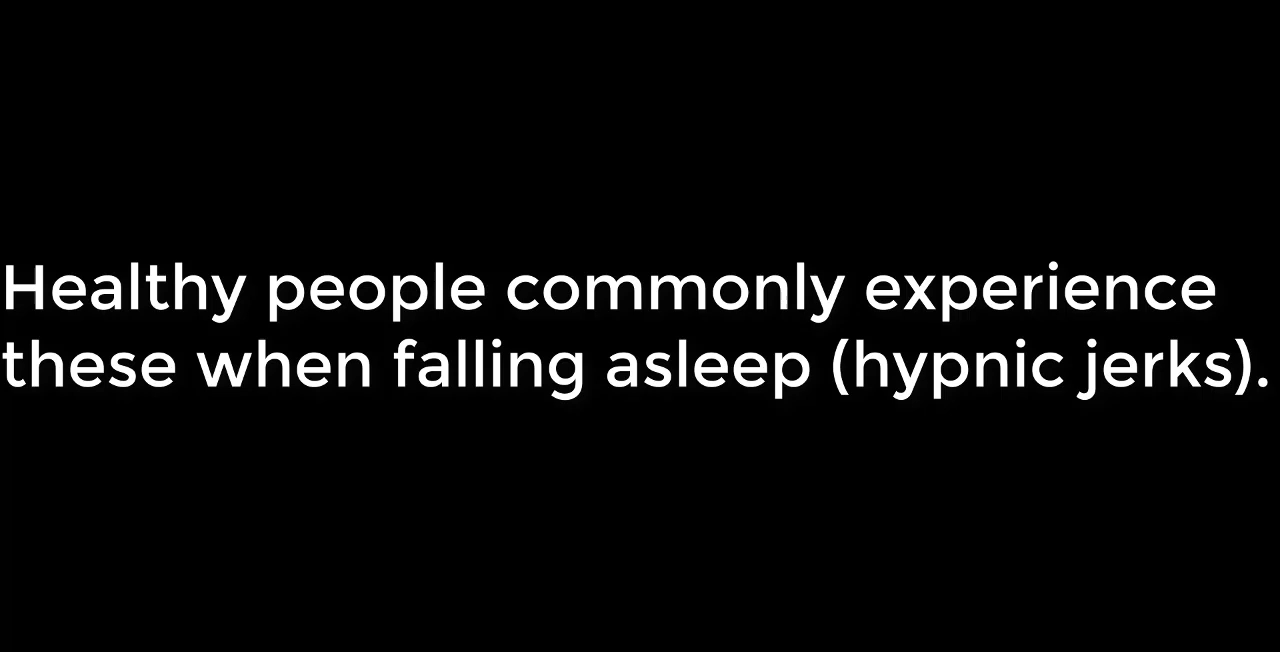 Healthy people commonly experience
these when falling asleep (hypnic jerks).